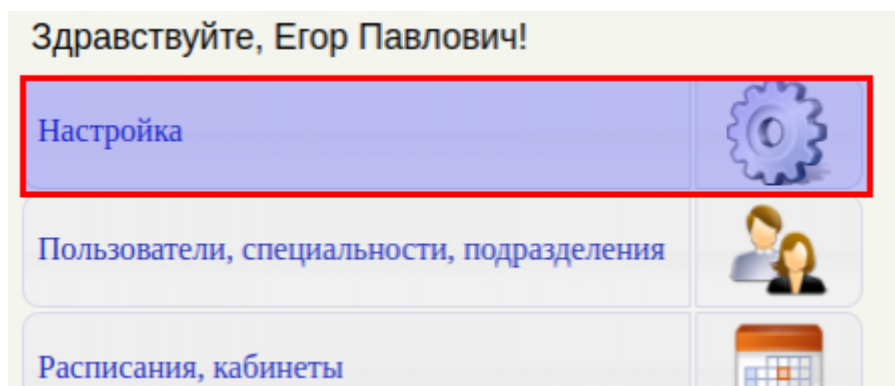 Здравствуйте, Егор Павлович!
Настройка
Пользователи, специальности, подразделения
Расписания, кабинеты